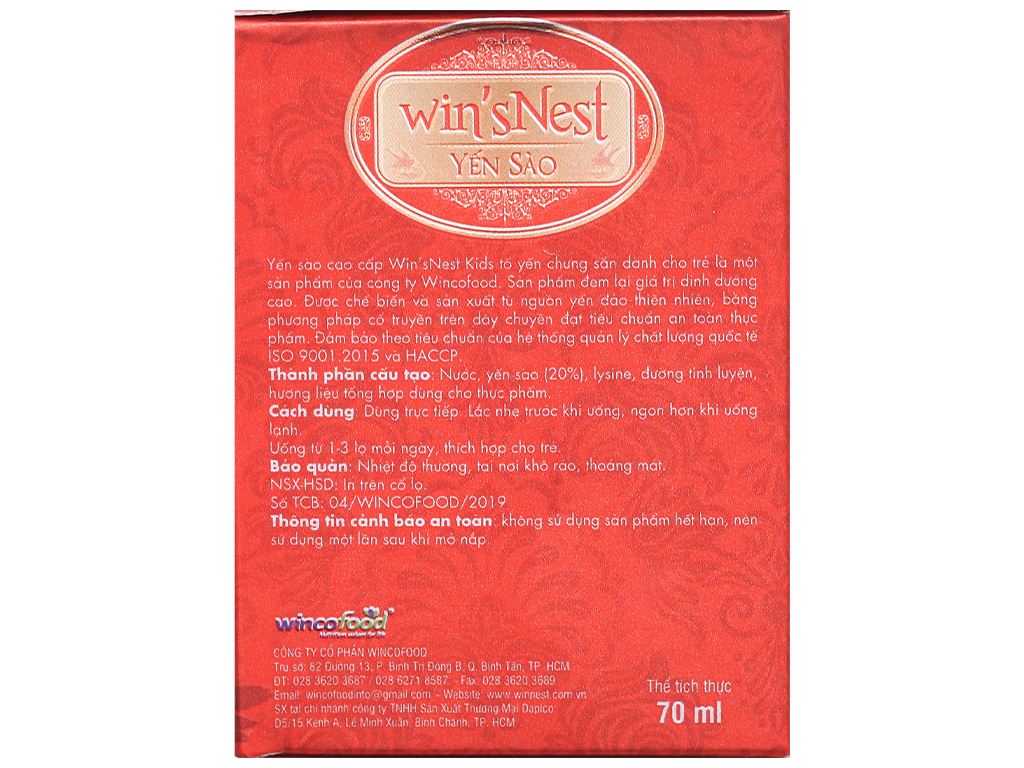 win'sNest
YẾN SÀO
Yến sào cao cấp Win'sNest Kids tổ yến chưng sẵn dành cho trẻ là một
sản phẩm của công ty Wincofood. Sản phẩm đem lại giá trị dinh dưỡng
cao. Được chế biến và sản xuất từ nguồn yến đảo thiên nhiên, bằng
phương pháp cổ truyền trên dây chuyền đạt tiêu chuẩn an toàn thực
phẩm. Đảm bảo theo tiêu chuẩn của hệ thống quản lý chất lượng quốc tế
ISO 9001:2015 và HACCP.
Thành phần cấu tạo: Nước, yến sào (20%), lysine, đường tinh luyện,
hương liệu tổng hợp dùng cho thực phẩm.
Cách dùng: Dùng trực tiếp. Lắc nhẹ trước khi uống, ngon hơn khi uống
lạnh.
Uống từ 1-3 lọ mỗi ngày, thích hợp cho trẻ.
Bảo quản: Nhiệt độ thường, tại nơi khô ráo, thoáng mát.
NSX-HSD: In trên cổ lọ.
Số TCB: 04/WINCOFOOD/2019
Thông tin cảnh báo an toàn: không sử dụng sản phẩm hết hạn, nên
sử dụng một lần sau khi mở nắp.
wincofood
Nutrition values for life
CÔNG TY CỔ PHẦN WINCOFOOD
Trụ sở: 82 Đường 13, P. Bình Trị Đông B, Q. Bình Tân, TP. HCM
ĐT: 028 3620 3687 / 028 6271 8587 - Fax: 028 3620 3689
Email: wincofoodinfo@gmail.com – Website: www.winnest.com.vn
SX tại chi nhánh công ty TNHH Sản Xuất Thương Mại Dapico:
D5/15 Kênh A, Lê Minh Xuân, Bình Chánh, TP. HCM
Thể tích thực
70 ml